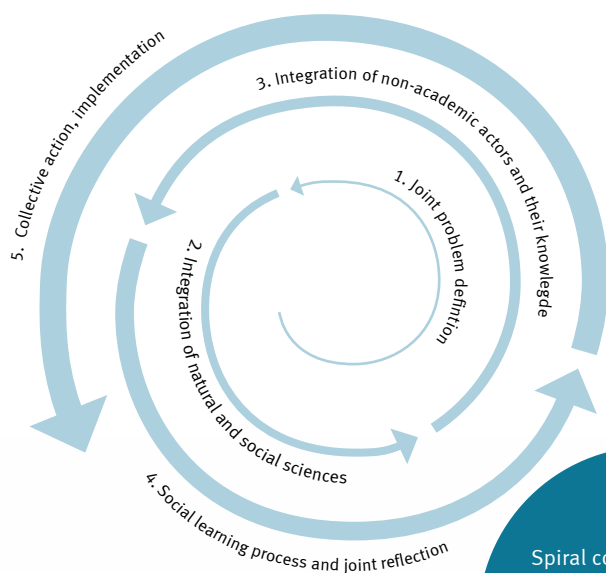 1. Joint problem defintion
2. Integration of natural and social sciences
3. Integration of non-academic actors and their knowlegde
4. Social learning process and joint reflection
5. Collective action, implementation
Spiral co